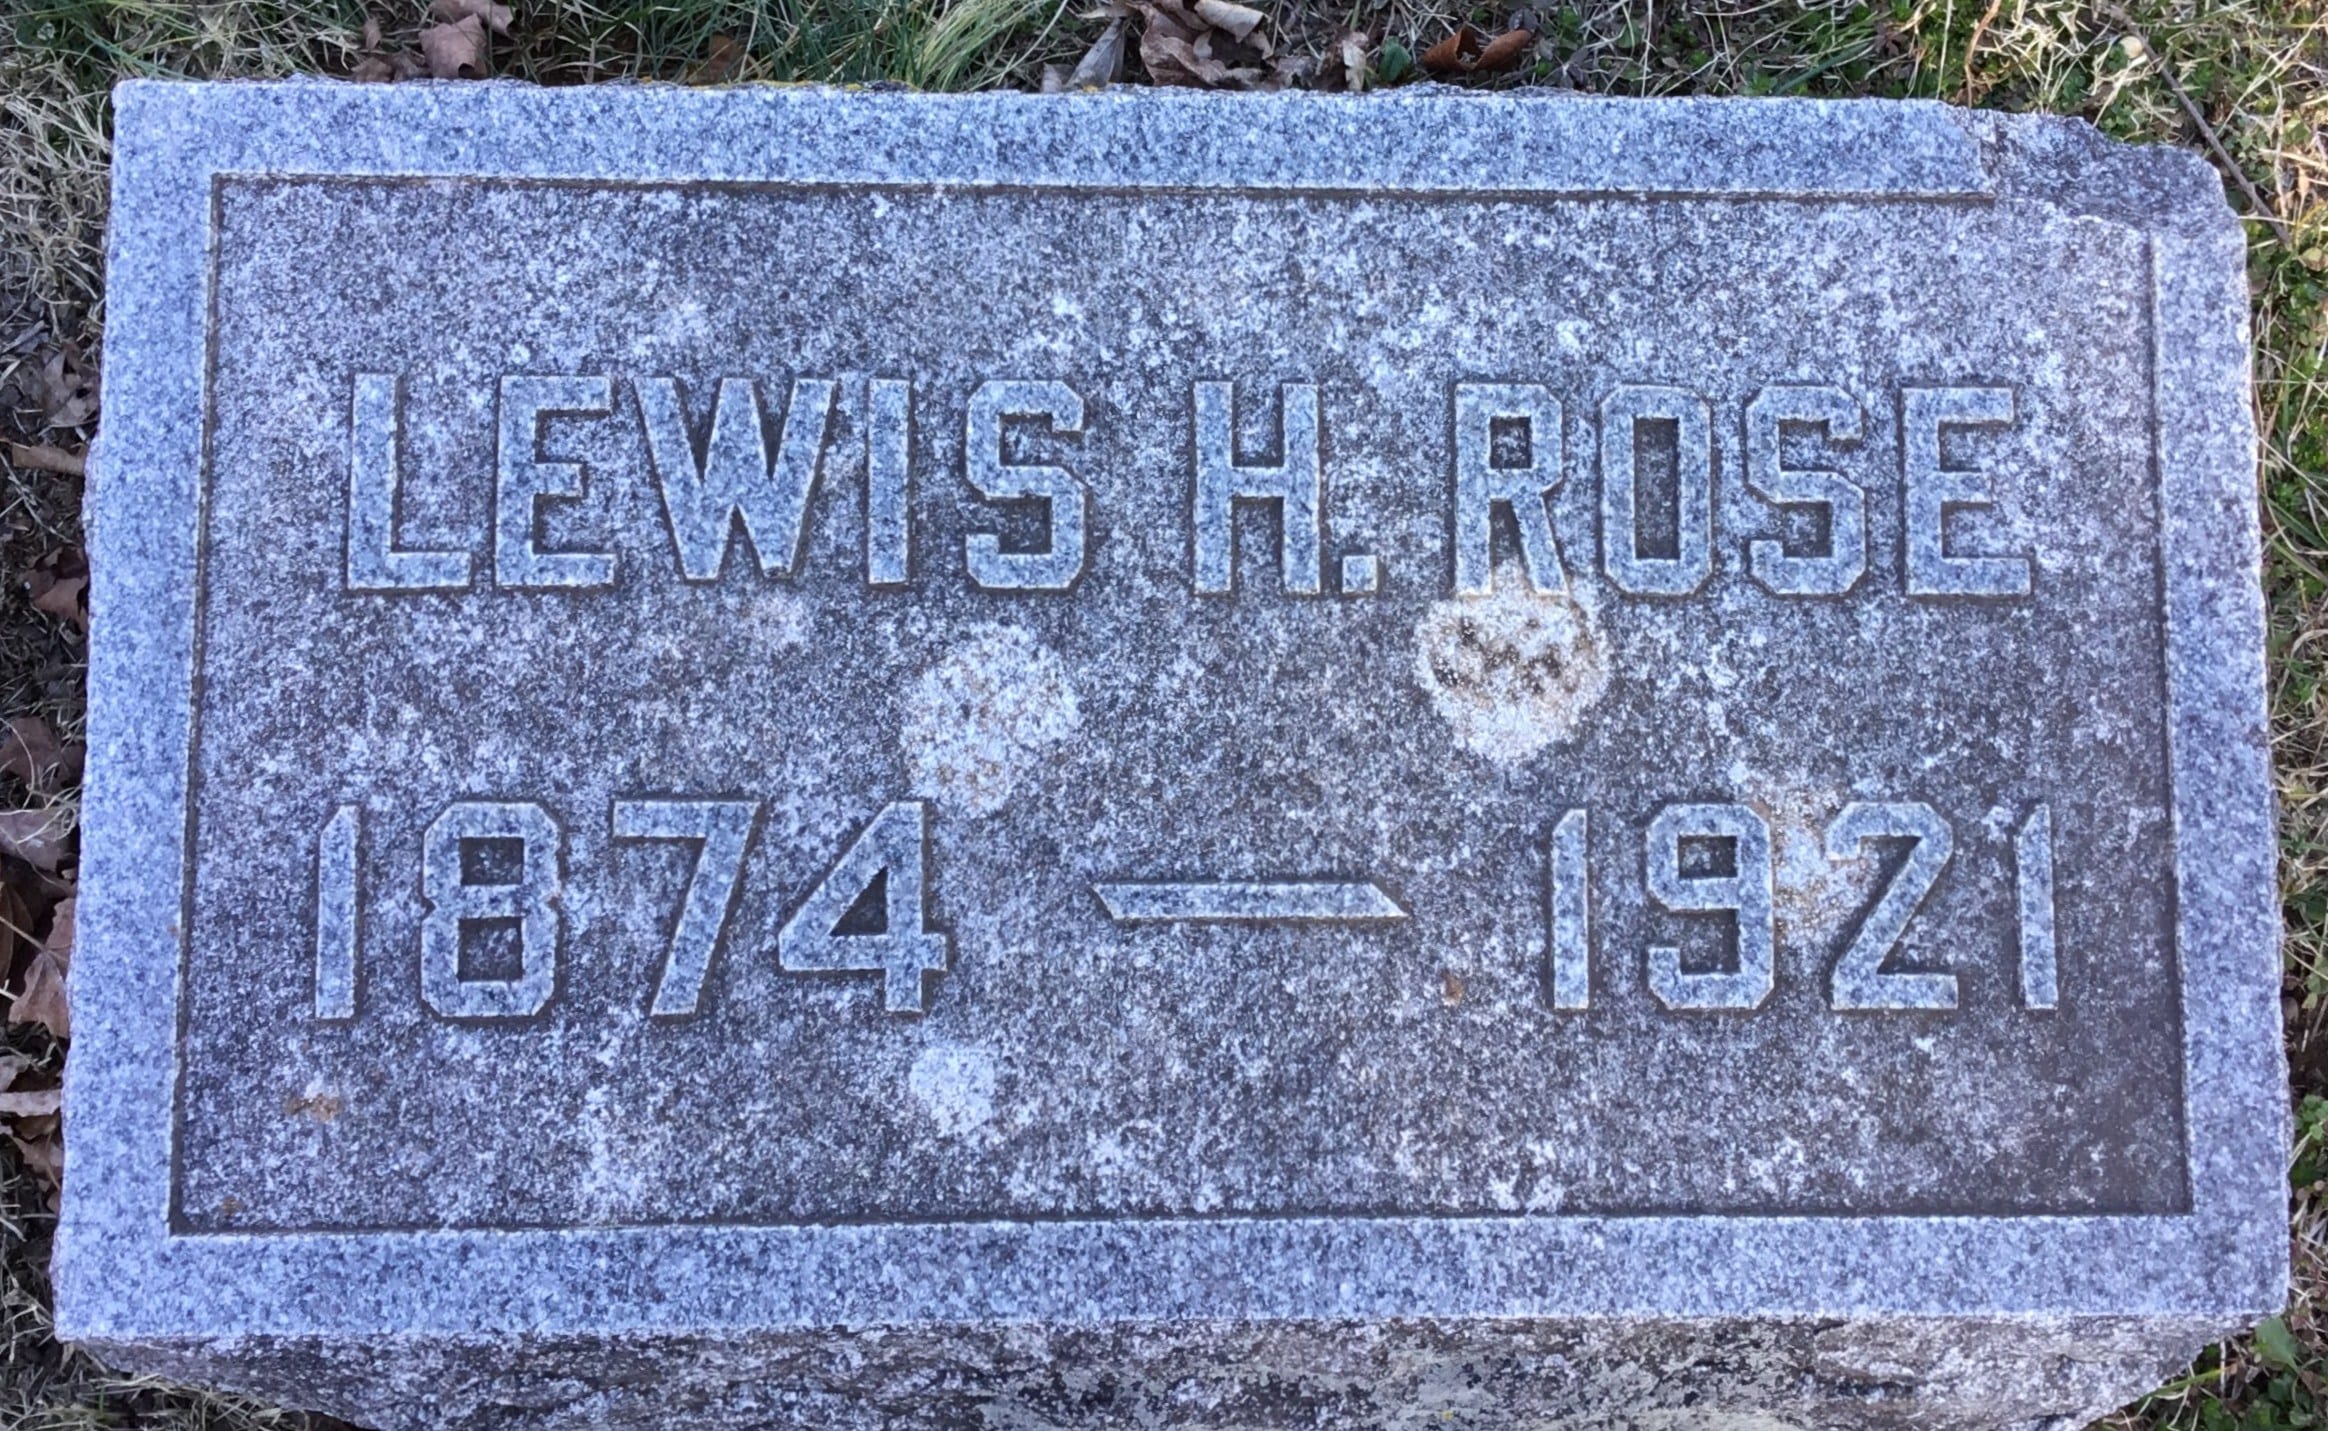 LEWIS H. ROSE
1874 — 1921